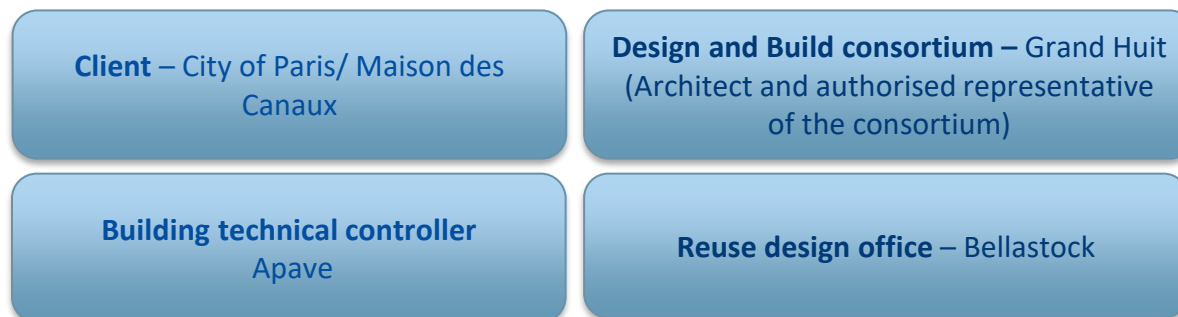 Client – City of Paris/ Maison des
Canaux
Design and Build consortium – Grand Huit
(Architect and authorised representative
of the consortium)
Building technical controller
Apave
Reuse design office – Bellastock